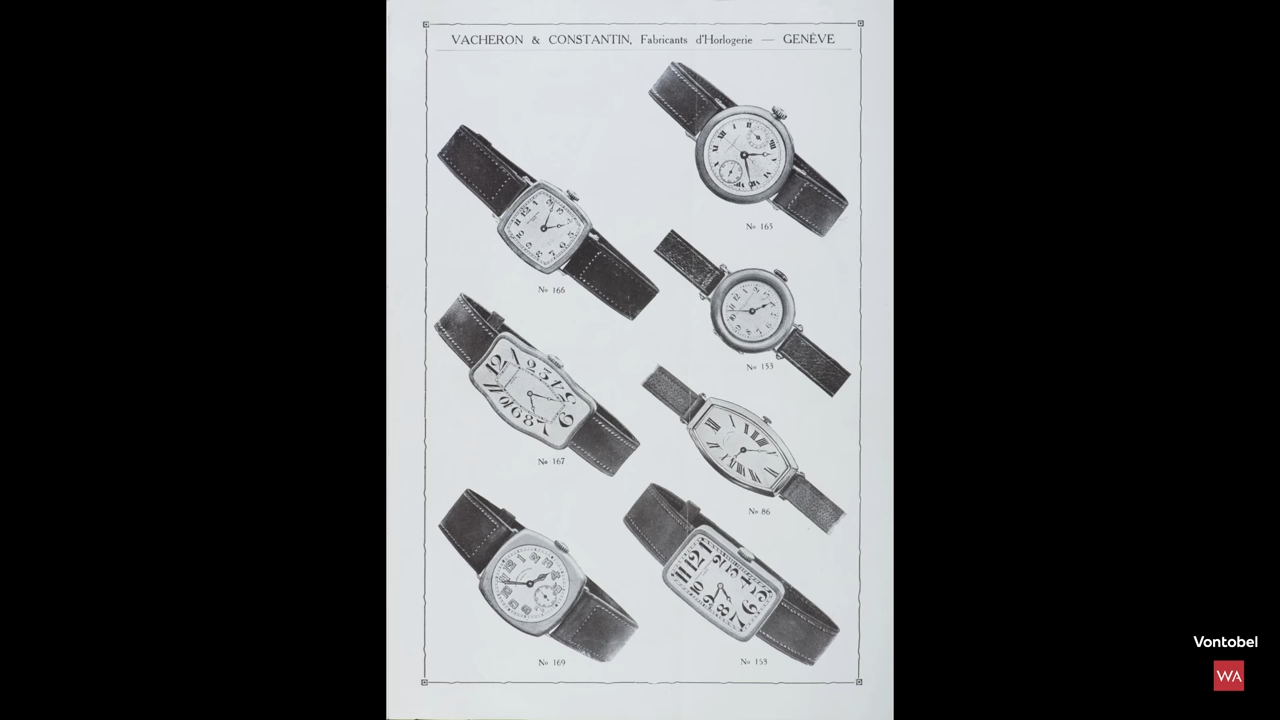 VACHERON & CONSTANTIN, Fabricants d'Horlogerie — GENÈVE
No 165
No 166
No 153
No 167
No 86
No 169
No 153
Vontobel
WA